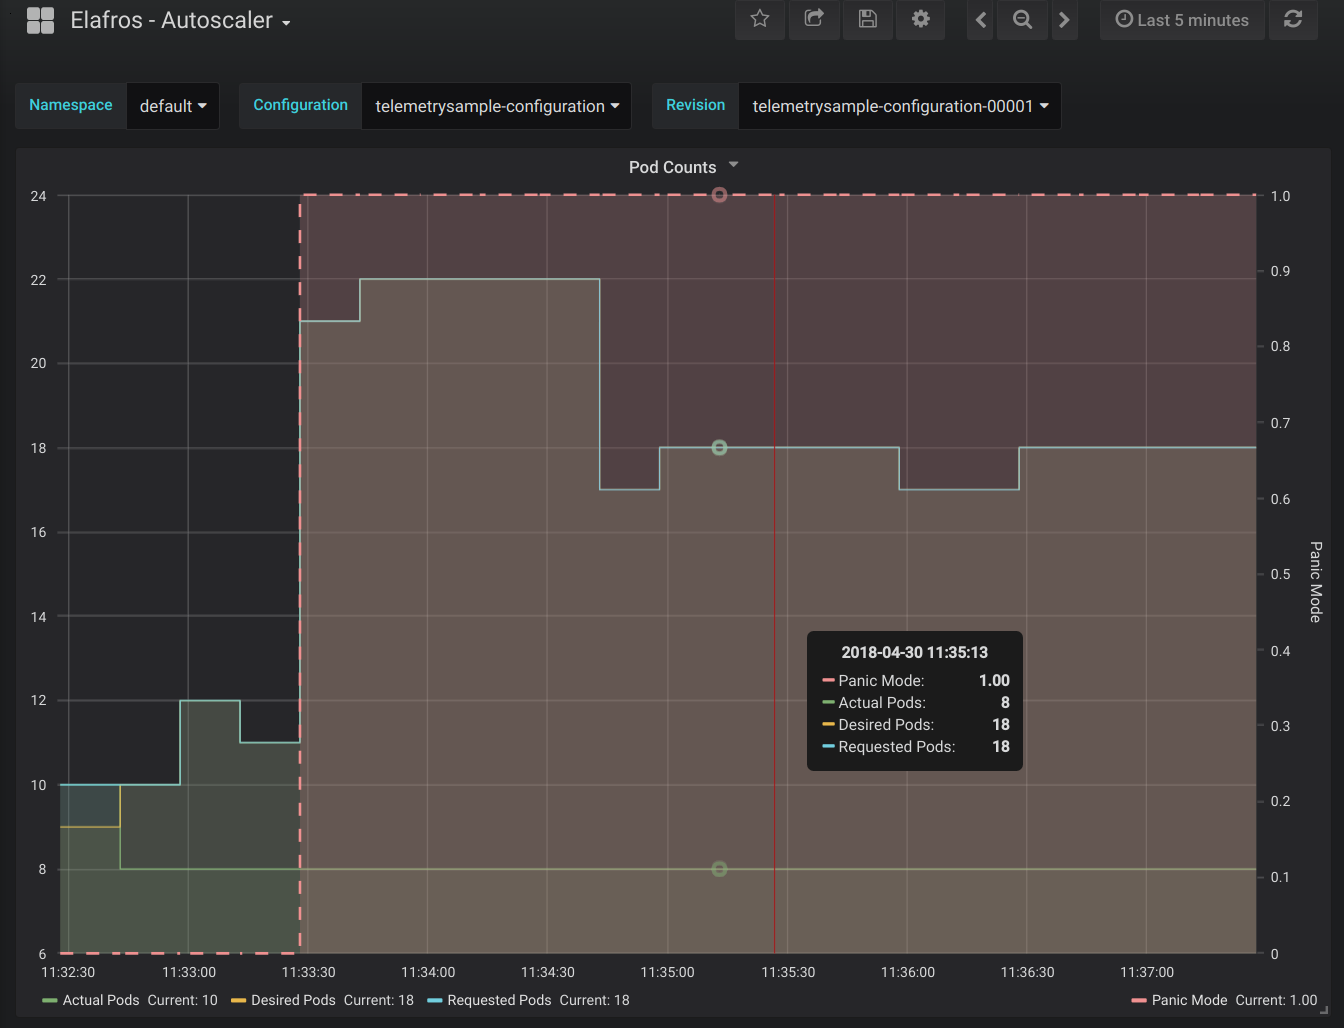 Elafros - Autoscaler
Last 5 minutes
Namespace default Configuration telemetrysample-configuration Revision telemetrysample-configuration-00001
Pod Counts
24 1.0
0.9
22
0.8
20
0.7
18
0.6
16
Panic Mode
0.5
14
2018-04-30 11:35:13
0.4
Panic Mode: 1.00
12 Actual Pods: 8
Desired Pods: 18
0.3
Requested Pods: 18
10
0.2
8
0.1
6 0
11:32:30 11:33:00 11:33:30 11:34:00 11:34:30 11:35:00 11:35:30 11:36:00 11:36:30 11:37:00
Actual Pods Current: 10 Desired Pods Current: 18 Requested Pods Current: 18 Panic Mode Current: 1.00